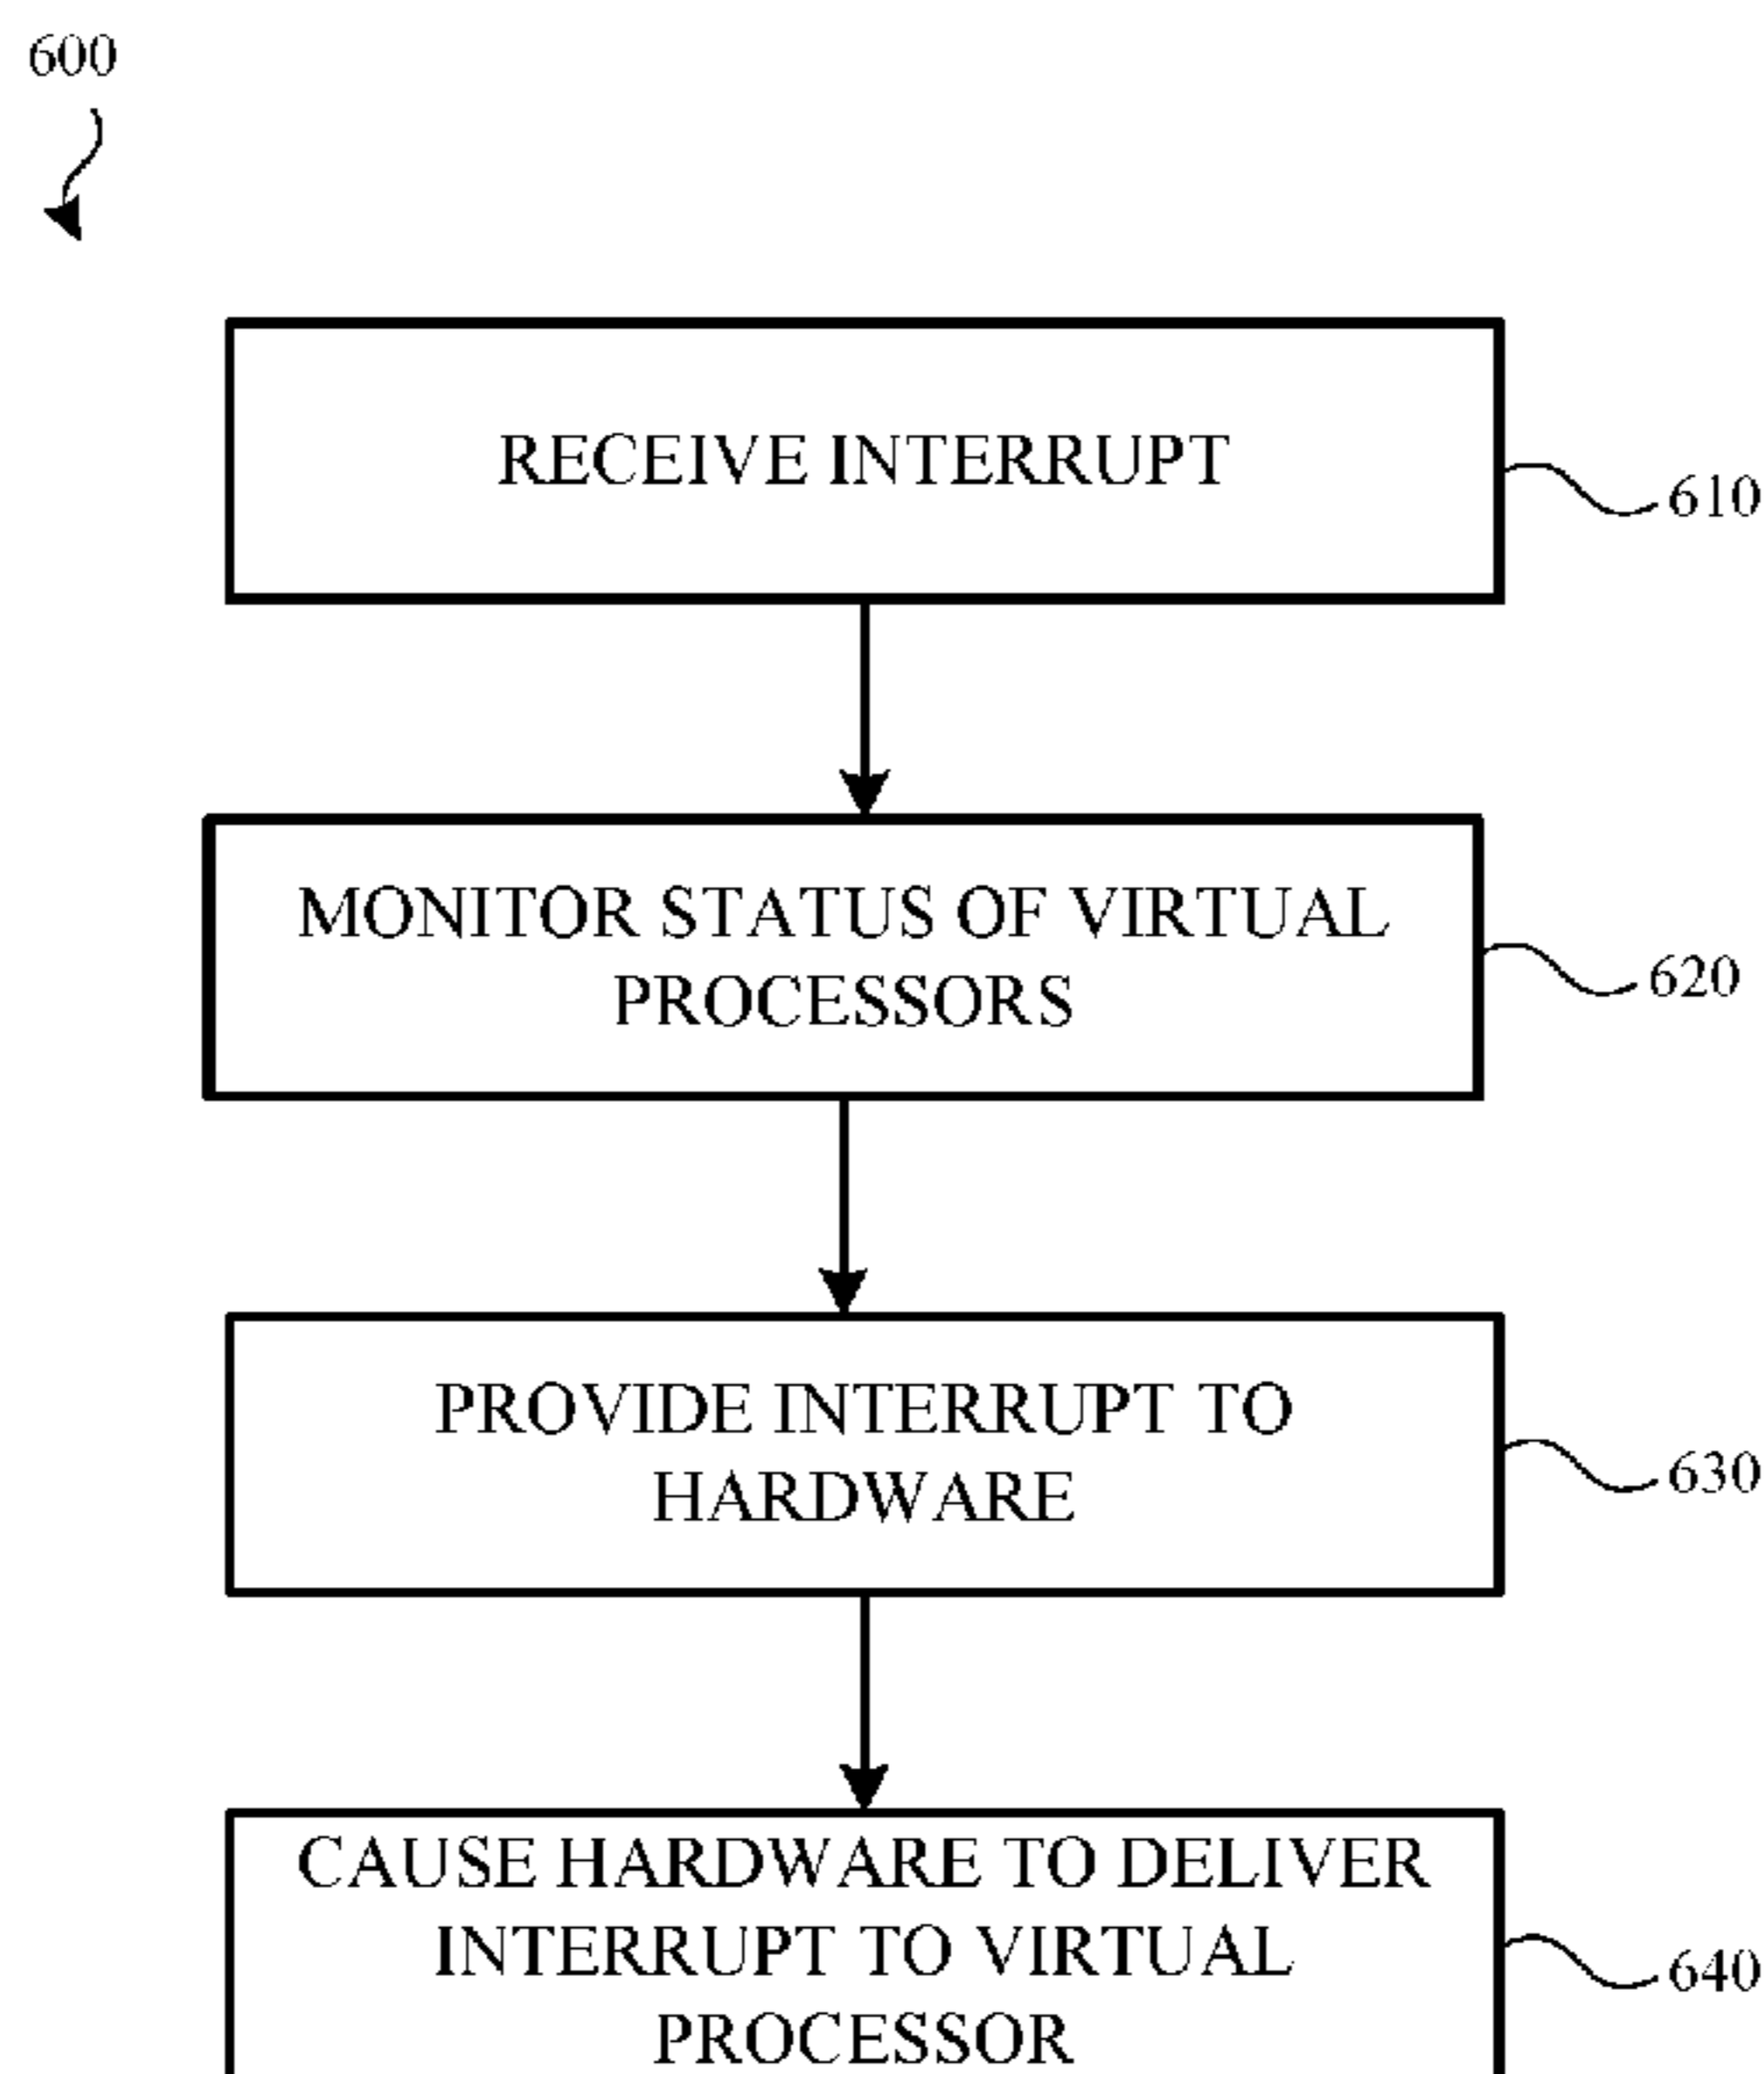 600
RECEIVE INTERRUPT
610
MONITOR STATUS OF VIRTUAL
PROCESSORS
620
PROVIDE INTERRUPT TO
HARDWARE
630
CAUSE HARDWARE TO DELIVER
INTERRUPT TO VIRTUAL
PROCESSOR
640